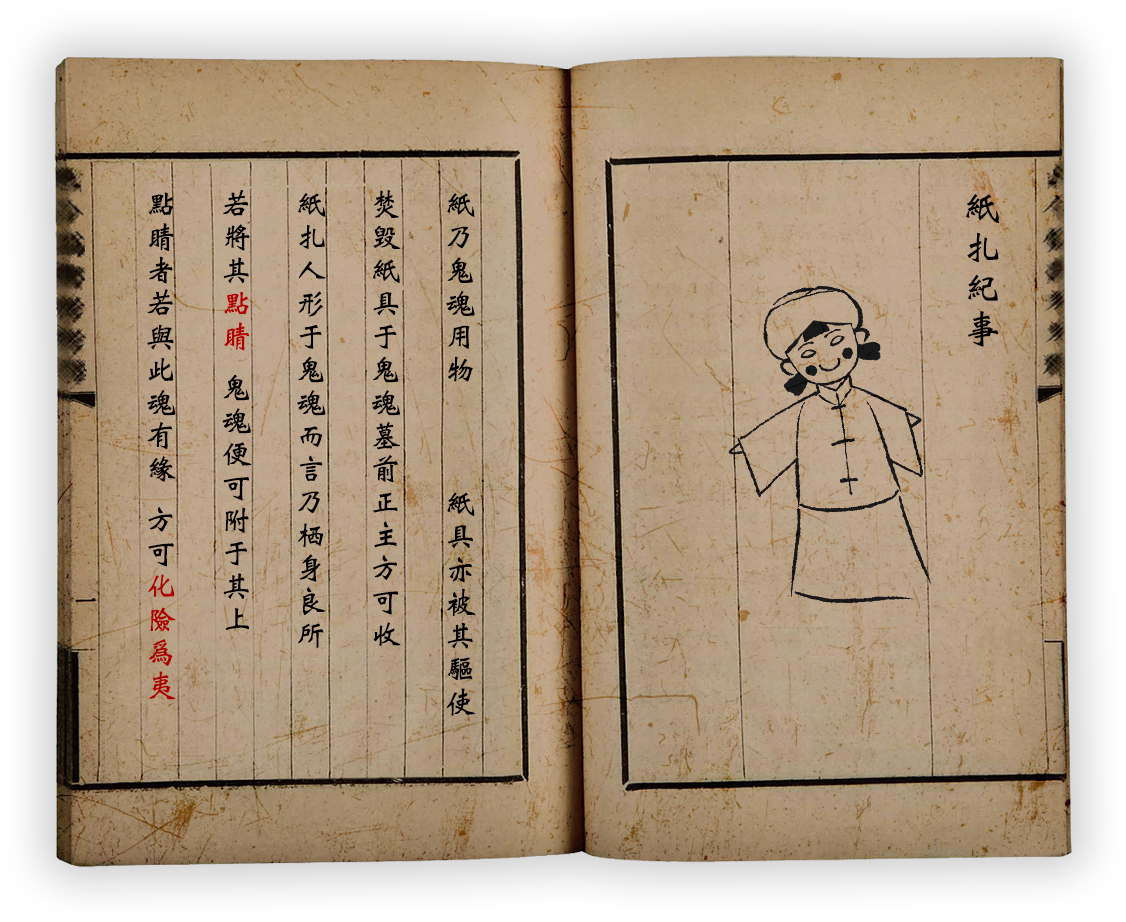 紙扎紀事
紙乃鬼魂用物 紙具亦被其驅使
焚毀紙具于鬼魂墓前正主方可收
紙扎人形于鬼魂而言乃栖身良所
若將其點睛 鬼魂便可附于其上
點睛者若與此魂有緣 方可化險爲夷